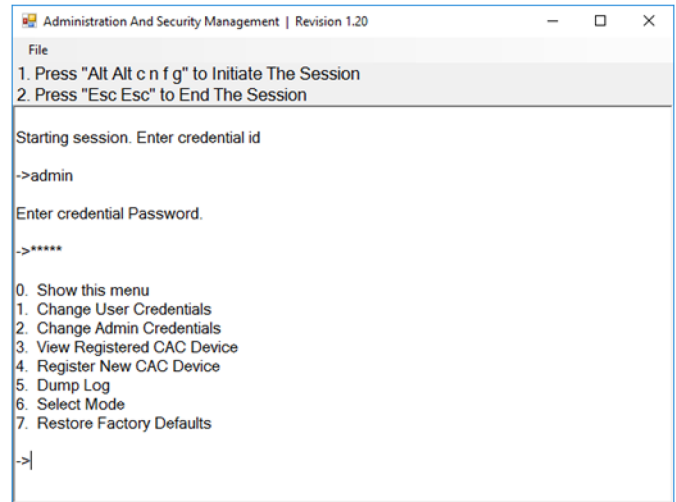 Administration And Security Management | Revision 1.20
File
1. Press "Alt Alt c n f g" to Initiate The Session
2. Press "Esc Esc" to End The Session
Starting session. Enter credential id
->admin
Enter credential Password.
->*****
0. Show this menu
1. Change User Credentials
2. Change Admin Credentials
3. View Registered CAC Device
4. Register New CAC Device
5. Dump Log
6. Select Mode
7. Restore Factory Defaults
->